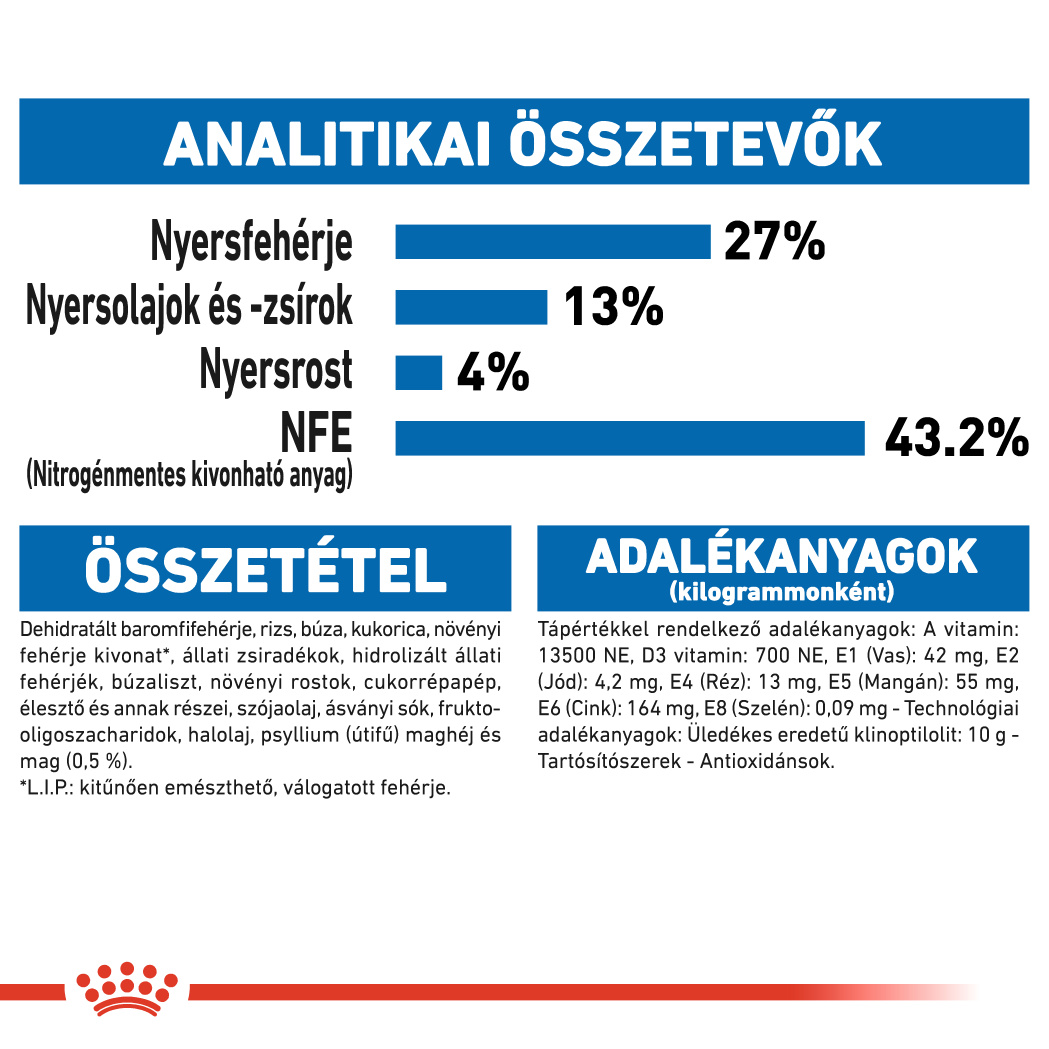 ANALITIKAI ÖSSZETEVŐK
Nyersfehérje 27%
Nyersolajok és -zsírok 13%
Nyersrost 4%
NFE 43.2%
(Nitrogénmentes kivonható anyag)
ÖSSZETÉTEL
Dehidratált baromfifehérje, rizs, búza, kukorica, növényi
fehérje kivonat*, állati zsiradékok, hidrolizált állati
fehérjék, búzaliszt, növényi rostok, cukorrépapép,
élesztő és annak részei, szójaolaj, ásványi sók, frukto-
oligoszacharidok, halolaj, psyllium (útifű) maghéj és
mag (0,5 %).
*L.I.P.: kitűnően emészthető, válogatott fehérje.
ADALÉKANYAGOK
(kilogrammonként)
Tápértékkel rendelkező adalékanyagok: A vitamin:
13500 NE, D3 vitamin: 700 NE, E1 (Vas): 42 mg, E2
(Jód): 4,2 mg, E4 (Réz): 13 mg, E5 (Mangán): 55 mg,
E6 (Cink): 164 mg, E8 (Szelén): 0,09 mg - Technológiai
adalékanyagok: Üledékes eredetű klinoptilolit: 10 g -
Tartósítószerek - Antioxidánsok.